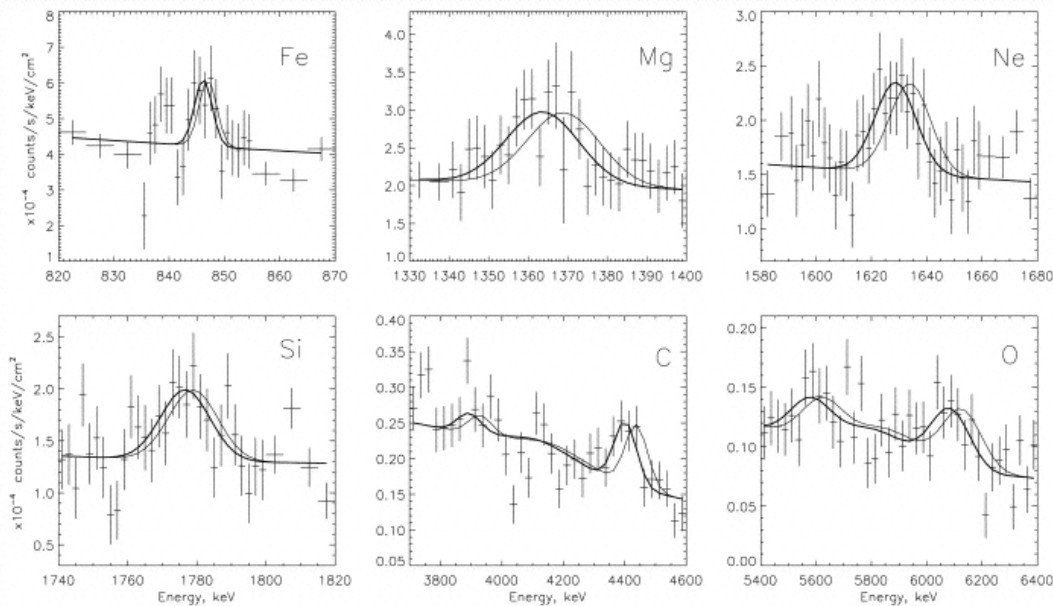 ×10⁻⁴ counts/s/keV/cm²
8
7
6
5
4
3
2
1
Fe
820 830 840 850 860 870
4.0
3.5
3.0
2.5
2.0
1.5
1.0
Mg
1330 1340 1350 1360 1370 1380 1390 1400
3.0
2.5
2.0
1.5
1.0
Ne
1580 1600 1620 1640 1660 1680
×10⁻⁴ counts/s/keV/cm²
2.5
2.0
1.5
1.0
0.5
Si
1740 1760 1780 1800 1820
Energy, keV
0.40
0.35
0.30
0.25
0.20
0.15
0.10
0.05
C
3800 4000 4200 4400 4600
Energy, keV
0.20
0.15
0.10
0.05
0.00
O
5400 5600 5800 6000 6200 6400
Energy, keV